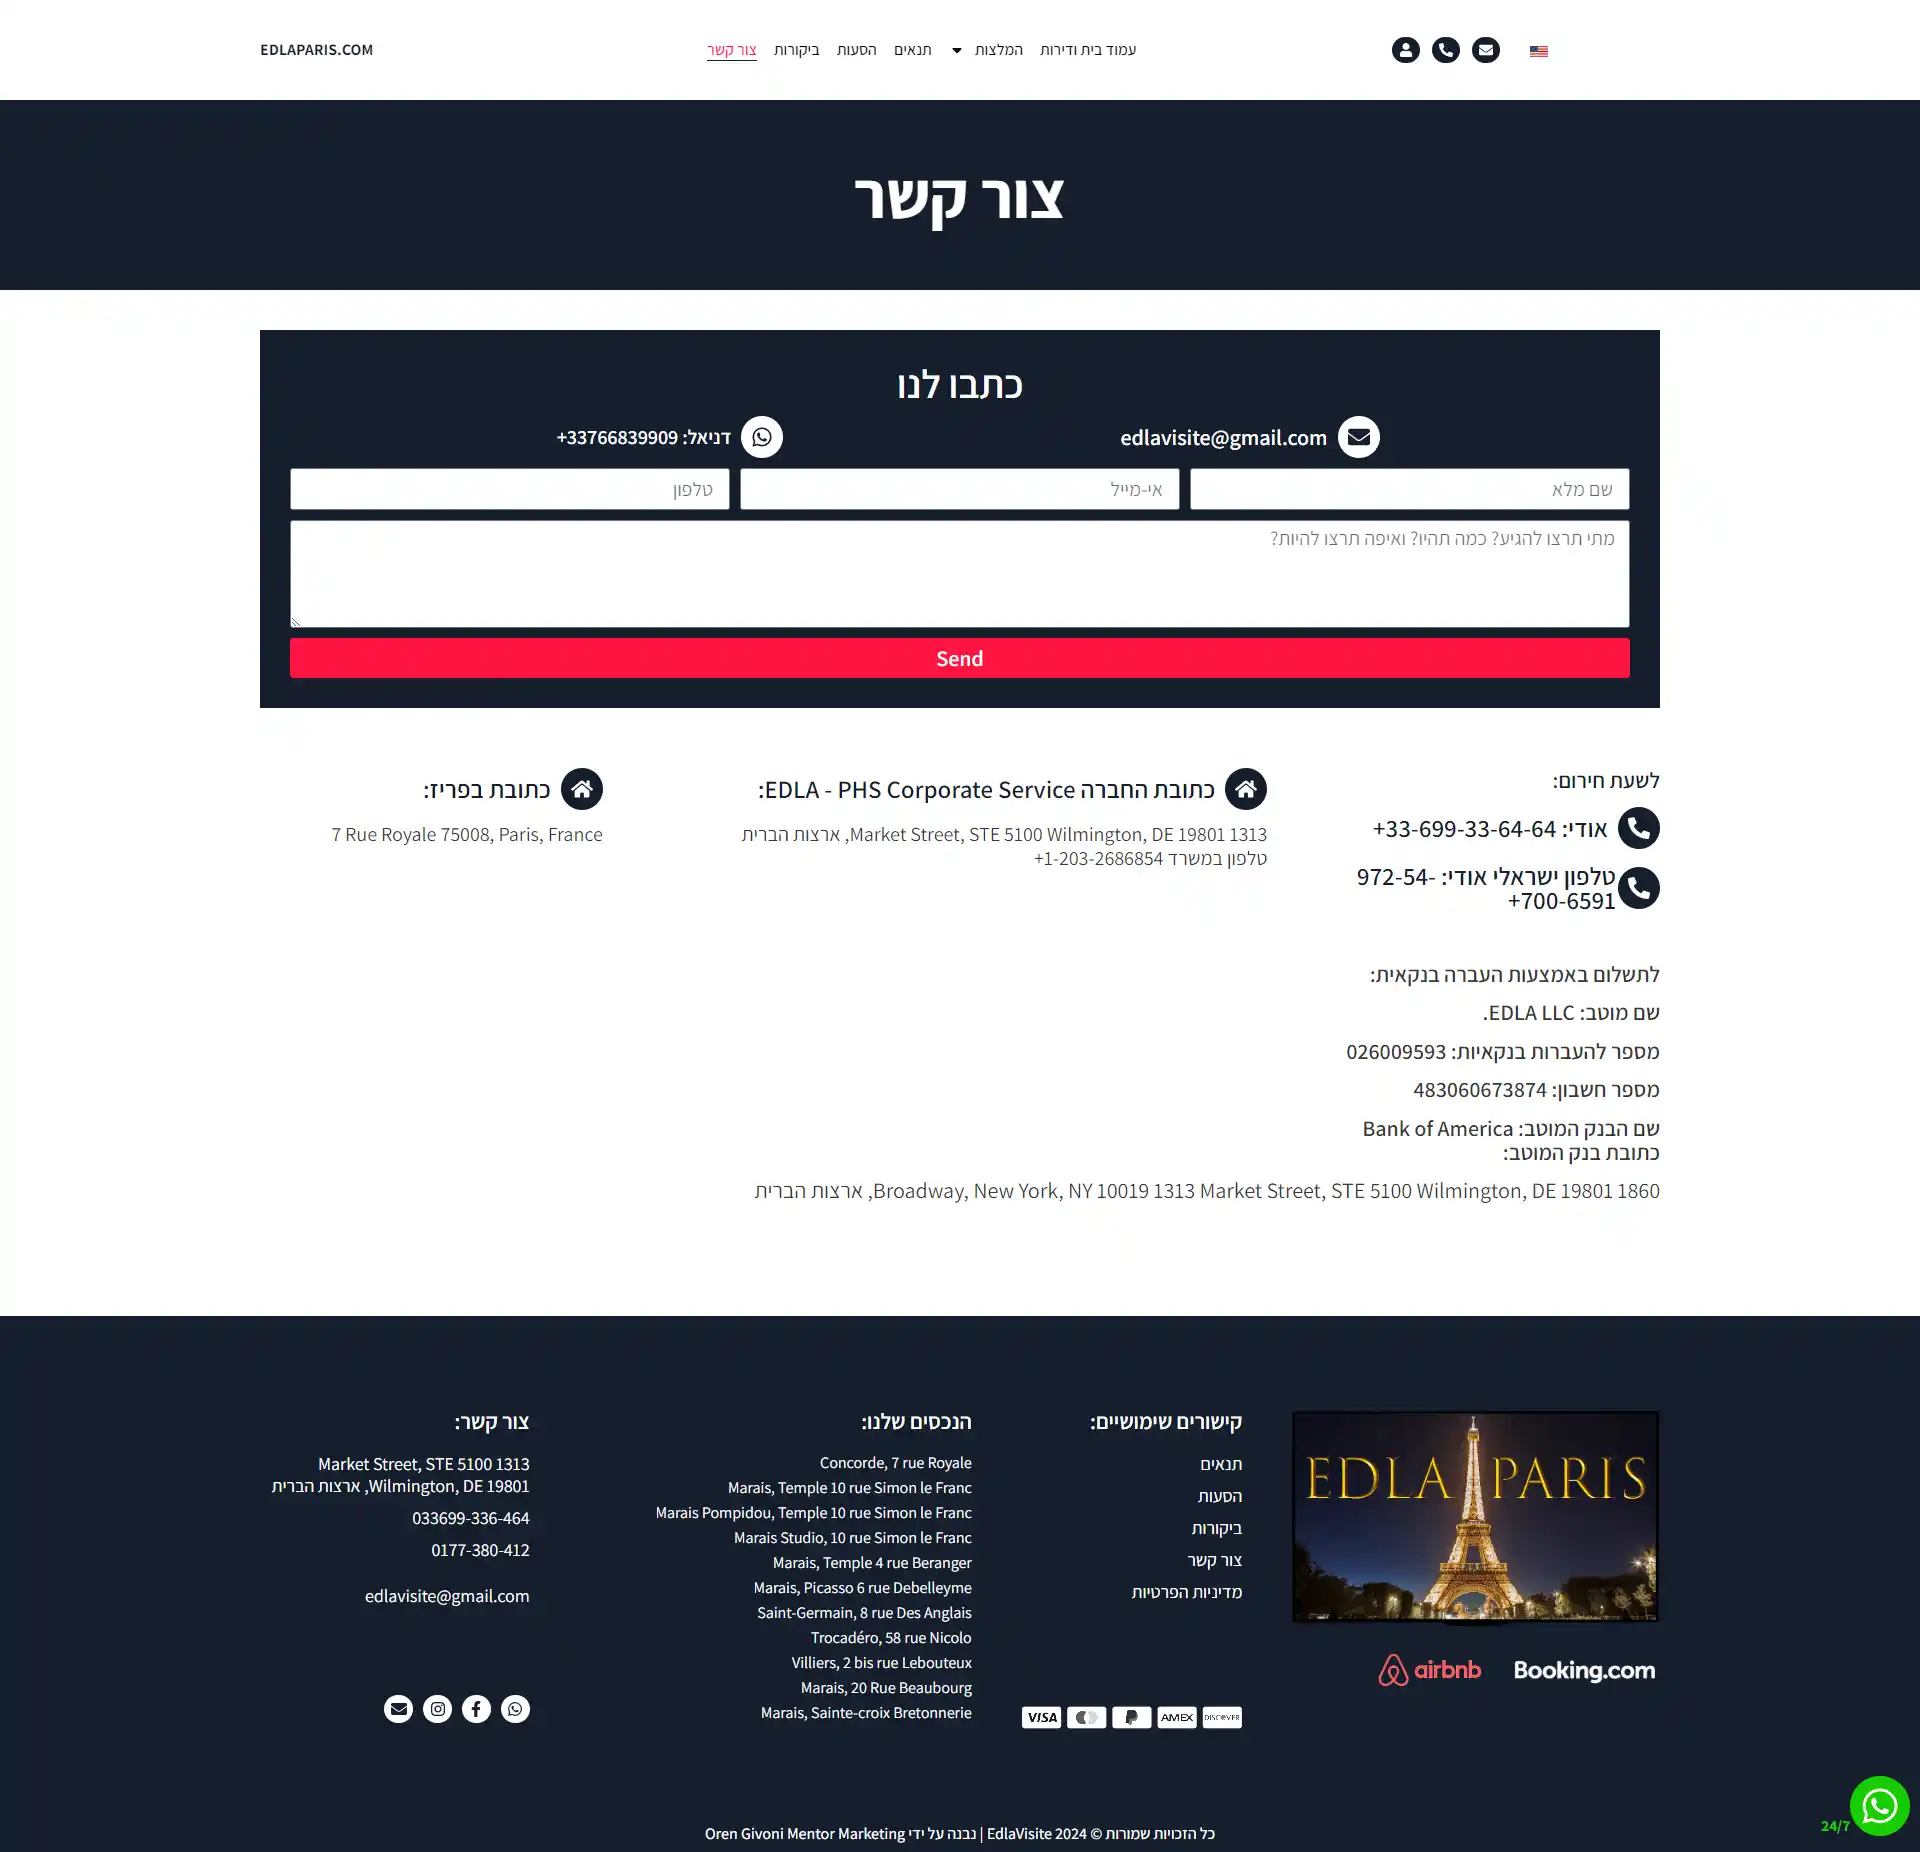 EDLAPARIS.COM
עמוד בית ודירות
המלצות
תנאים
הסעות
ביקורות
צור קשר
צור קשר
כתבו לנו
edlavisite@gmail.com
דניאל: 33766839909+
שם מלא
אי-מייל
טלפון
מתי תרצו להגיע? כמה תהיו? ואיפה תרצו להיות?
Send
לשעת חירום:
אודי: 33-699-33-64-64+
טלפון ישראלי אודי: 972-54-
700-6591+
כתובת החברה EDLA - PHS Corporate Service:
1313 Market Street, STE 5100 Wilmington, DE 19801, ארצות הברית
טלפון במשרד 1-203-2686854+
כתובת בפריז:
7 Rue Royale 75008, Paris, France
לתשלום באמצעות העברה בנקאית:
שם מוטב: EDLA LLC.
מספר להעברות בנקאיות: 026009593
מספר חשבון: 483060673874
שם הבנק המוטב: Bank of America
כתובת בנק המוטב:
1860 Broadway, New York, NY 10019 1313 Market Street, STE 5100 Wilmington, DE 19801, ארצות הברית
EDLA PARIS
airbnb
Booking.com
קישורים שימושיים:
תנאים
הסעות
ביקורות
צור קשר
מדיניות הפרטיות
VISA
AMEX
DISCOVER
הנכסים שלנו:
Concorde, 7 rue Royale
Marais, Temple 10 rue Simon le Franc
Marais Pompidou, Temple 10 rue Simon le Franc
Marais Studio, 10 rue Simon le Franc
Marais, Temple 4 rue Beranger
Marais, Picasso 6 rue Debelleyme
Saint-Germain, 8 rue Des Anglais
Trocadéro, 58 rue Nicolo
Villiers, 2 bis rue Lebouteux
Marais, 20 Rue Beaubourg
Marais, Sainte-croix Bretonnerie
צור קשר:
1313 Market Street, STE 5100
Wilmington, DE 19801, ארצות הברית
033699-336-464
0177-380-412
edlavisite@gmail.com
כל הזכויות שמורות © 2024 EdlaVisite | נבנה על ידי Oren Givoni Mentor Marketing
24/7